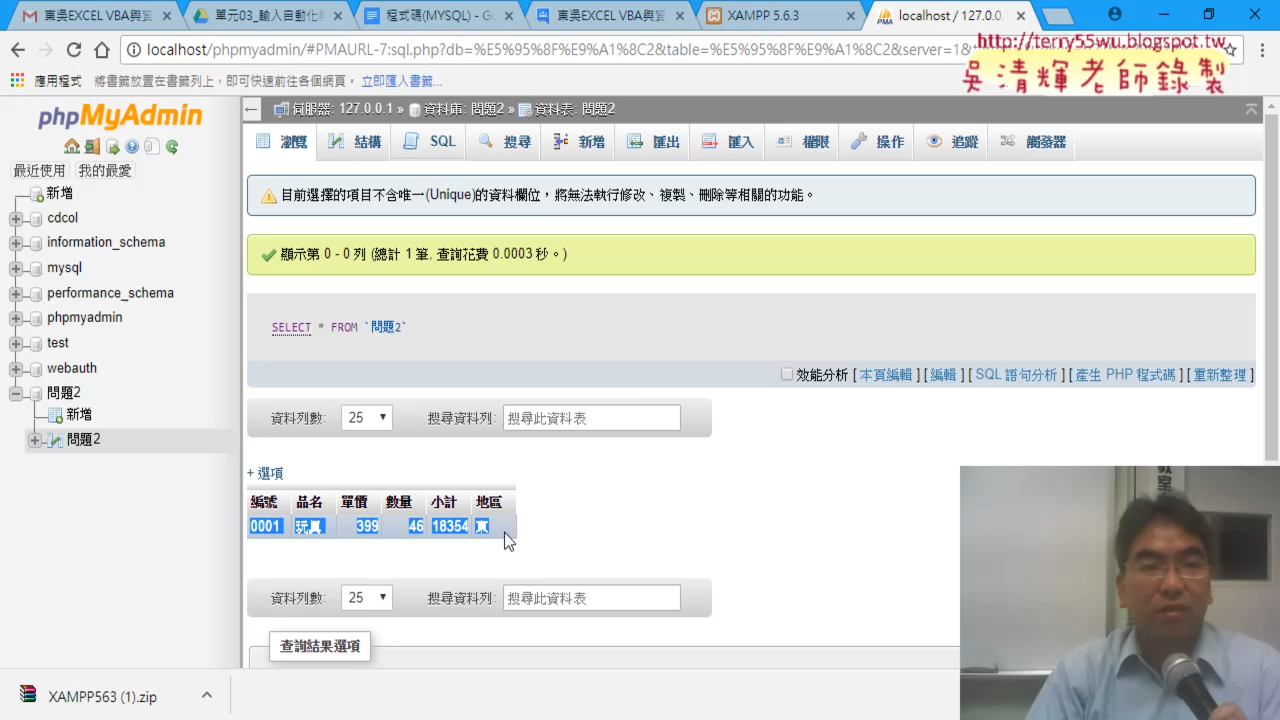 東吳EXCEL VBA與資
單元03_輸入自動化與
程式碼(MYSQL) - Go
東吳EXCEL VBA與資
XAMPP 5.6.3
localhost / 127.0.0.
localhost/phpmyadmin/#PMAURL-7:sql.php?db=%E5%95%8F%E9%A1%8C2&table=%E5%95%8F%E9%A1%8C2&server=1&
http://terry55wu.blogspot.tw
吳清輝老師錄製
應用程式 將書籤放置在書籤列上，即可快速前往各個網頁。 立即匯入書籤...
phpMyAdmin
最近使用 我的最愛
新增
cdcol
information_schema
mysql
performance_schema
phpmyadmin
test
webauth
問題2
新增
問題2
伺服器: 127.0.0.1 » 資料庫: 問題2 » 資料表: 問題2
瀏覽 結構 SQL 搜尋 新增 匯出 匯入 權限 操作 追蹤 觸發器
目前選擇的項目不含唯一(Unique)的資料欄位，將無法執行修改、複製、刪除等相關的功能。
顯示第 0 - 0 列 (總計 1 筆, 查詢花費 0.0003 秒。)
SELECT * FROM `問題2`
效能分析 [ 本頁編輯 ] [ 編輯 ] [ SQL 語句分析 ] [ 產生 PHP 程式碼 ] [ 重新整理 ]
資料列數: 25 搜尋資料列: 搜尋此資料表
+ 選項
編號 品名 單價 數量 小計 地區
0001 玩具 399 46 18354 東
資料列數: 25 搜尋資料列: 搜尋此資料表
查詢結果選項
XAMPP563 (1).zip
教室